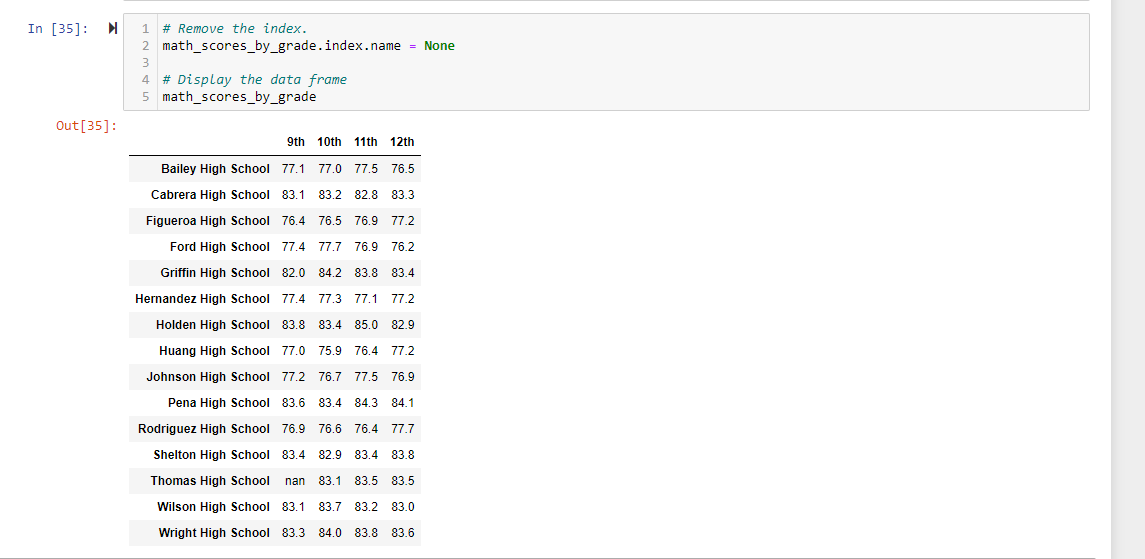 In [35]:
1 # Remove the index.
2 math_scores_by_grade.index.name = None
3
4 # Display the data frame
5 math_scores_by_grade
Out[35]:
9th 10th 11th 12th
Bailey High School 77.1 77.0 77.5 76.5
Cabrera High School 83.1 83.2 82.8 83.3
Figueroa High School 76.4 76.5 76.9 77.2
Ford High School 77.4 77.7 76.9 76.2
Griffin High School 82.0 84.2 83.8 83.4
Hernandez High School 77.4 77.3 77.1 77.2
Holden High School 83.8 83.4 85.0 82.9
Huang High School 77.0 75.9 76.4 77.2
Johnson High School 77.2 76.7 77.5 76.9
Pena High School 83.6 83.4 84.3 84.1
Rodriguez High School 76.9 76.6 76.4 77.7
Shelton High School 83.4 82.9 83.4 83.8
Thomas High School nan 83.1 83.5 83.5
Wilson High School 83.1 83.7 83.2 83.0
Wright High School 83.3 84.0 83.8 83.6